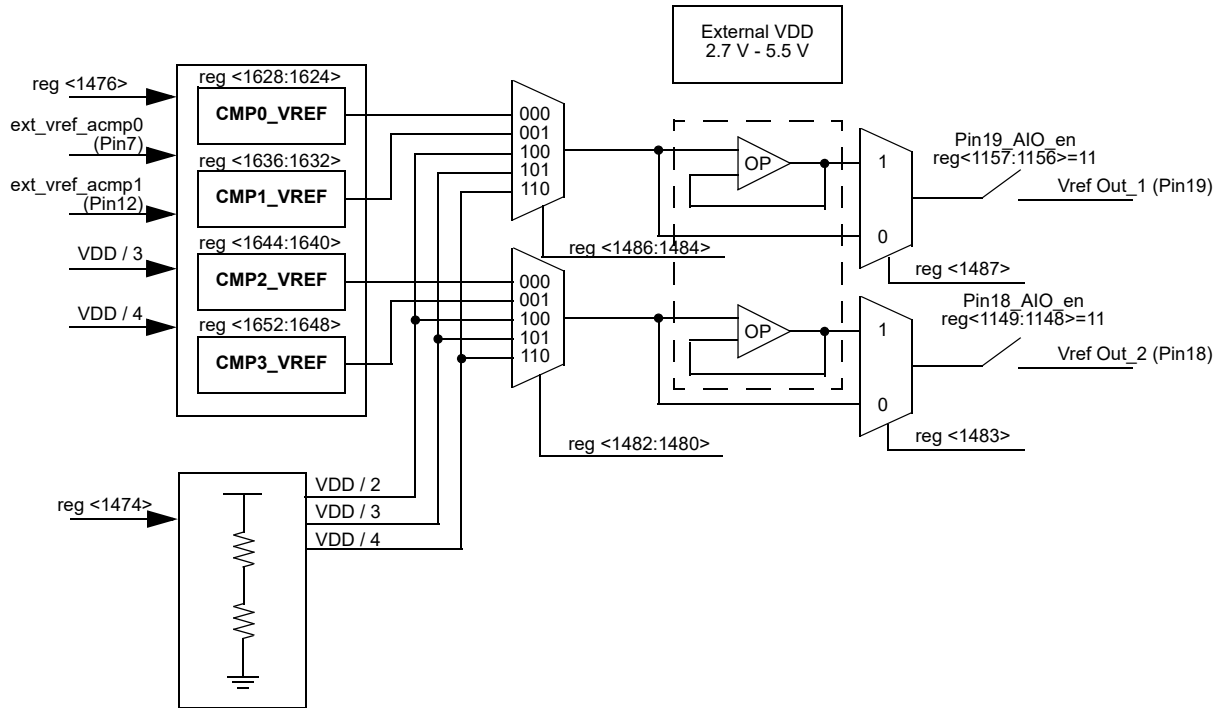 External VDD
2.7 V - 5.5 V
reg <1476>
ext_vref_acmp0
(Pin7)
ext_vref_acmp1
(Pin12)
VDD / 3
VDD / 4
reg <1628:1624>
CMP0_VREF
reg <1636:1632>
CMP1_VREF
reg <1644:1640>
CMP2_VREF
reg <1652:1648>
CMP3_VREF
000
001
100
101
110
reg <1486:1484>
OP
1
0
reg <1487>
Pin19_AIO_en
reg<1157:1156>=11
Vref Out_1 (Pin19)
000
001
100
101
110
reg <1482:1480>
OP
1
0
reg <1483>
Pin18_AIO_en
reg<1149:1148>=11
Vref Out_2 (Pin18)
reg <1474>
VDD / 2
VDD / 3
VDD / 4